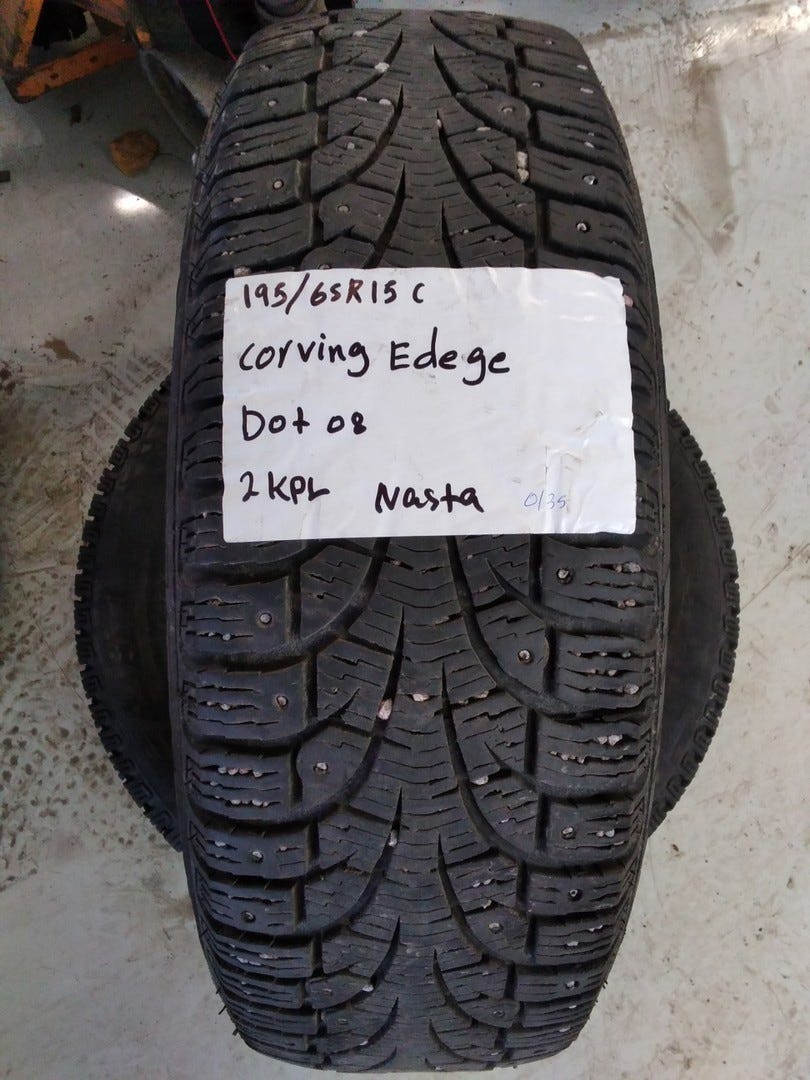 195/65R15 C
Corving Edege
Dot 08
2 KPL Nasta 0/35